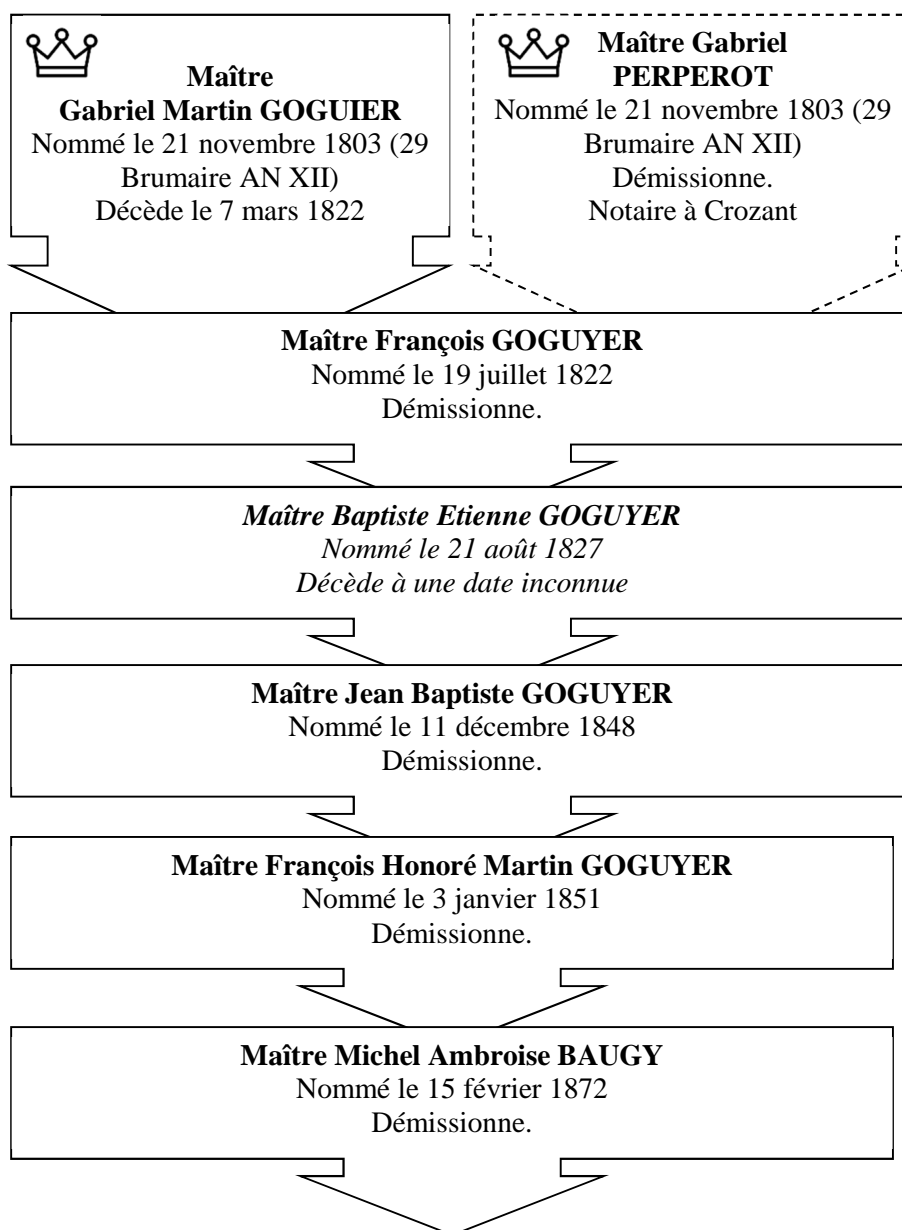 Maître
Gabriel Martin GOGUIER
Nommé le 21 novembre 1803 (29
Brumaire AN XII)
Décède le 7 mars 1822
Maître Gabriel
PERPEROT
Nommé le 21 novembre 1803 (29
Brumaire AN XII)
Démissionne.
Notaire à Crozant
Maître François GOGUYER
Nommé le 19 juillet 1822
Démissionne.
Maître Baptiste Etienne GOGUYER
Nommé le 21 août 1827
Décède à une date inconnue
Maître Jean Baptiste GOGUYER
Nommé le 11 décembre 1848
Démissionne.
Maître François Honoré Martin GOGUYER
Nommé le 3 janvier 1851
Démissionne.
Maître Michel Ambroise BAUGY
Nommé le 15 février 1872
Démissionne.